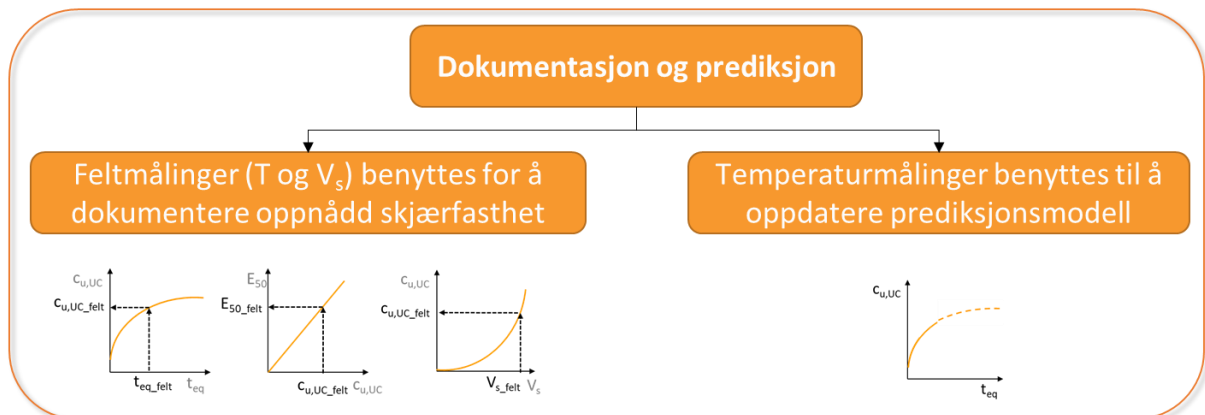 Dokumentasjon og prediksjon
Feltmålinger (T og Vs) benyttes for å
dokumentere oppnådd skjærfasthet
Temperaturmålinger benyttes til å
oppdatere prediksjonsmodell
cu,UC
cu,UC_felt
teq_felt
teq
E50
E50_felt
cu,UC_felt
cu,UC
cu,UC
cu,UC_felt
Vs_felt
Vs
cu,UC
teq